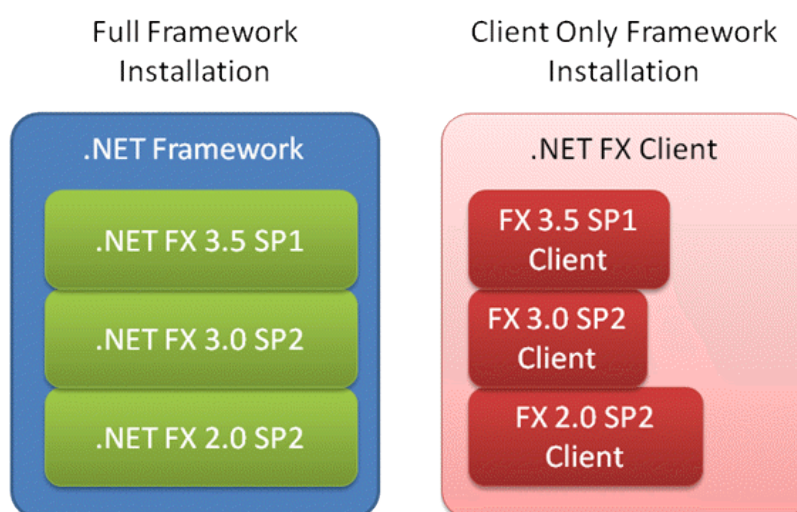 Full Framework
Installation
.NET Framework
.NET FX 3.5 SP1
.NET FX 3.0 SP2
.NET FX 2.0 SP2
Client Only Framework
Installation
.NET FX Client
FX 3.5 SP1
Client
FX 3.0 SP2
Client
FX 2.0 SP2
Client